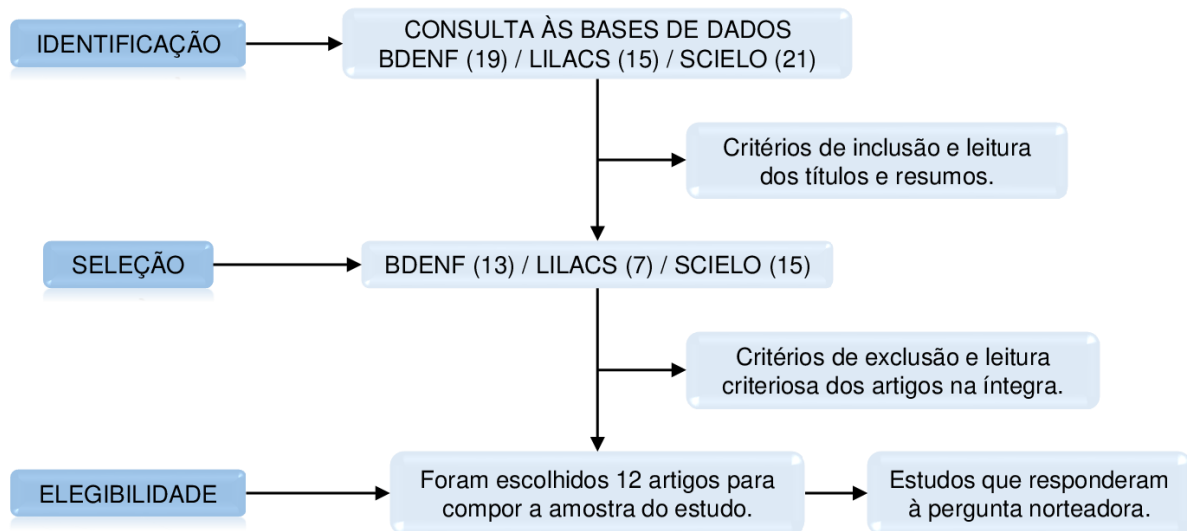 IDENTIFICAÇÃO
CONSULTA ÀS BASES DE DADOS
BDENF (19) / LILACS (15) / SCIELO (21)
Critérios de inclusão e leitura
dos títulos e resumos.
SELEÇÃO
BDENF (13) / LILACS (7) / SCIELO (15)
Critérios de exclusão e leitura
criteriosa dos artigos na íntegra.
ELEGIBILIDADE
Foram escolhidos 12 artigos para
compor a amostra do estudo.
Estudos que responderam
à pergunta norteadora.